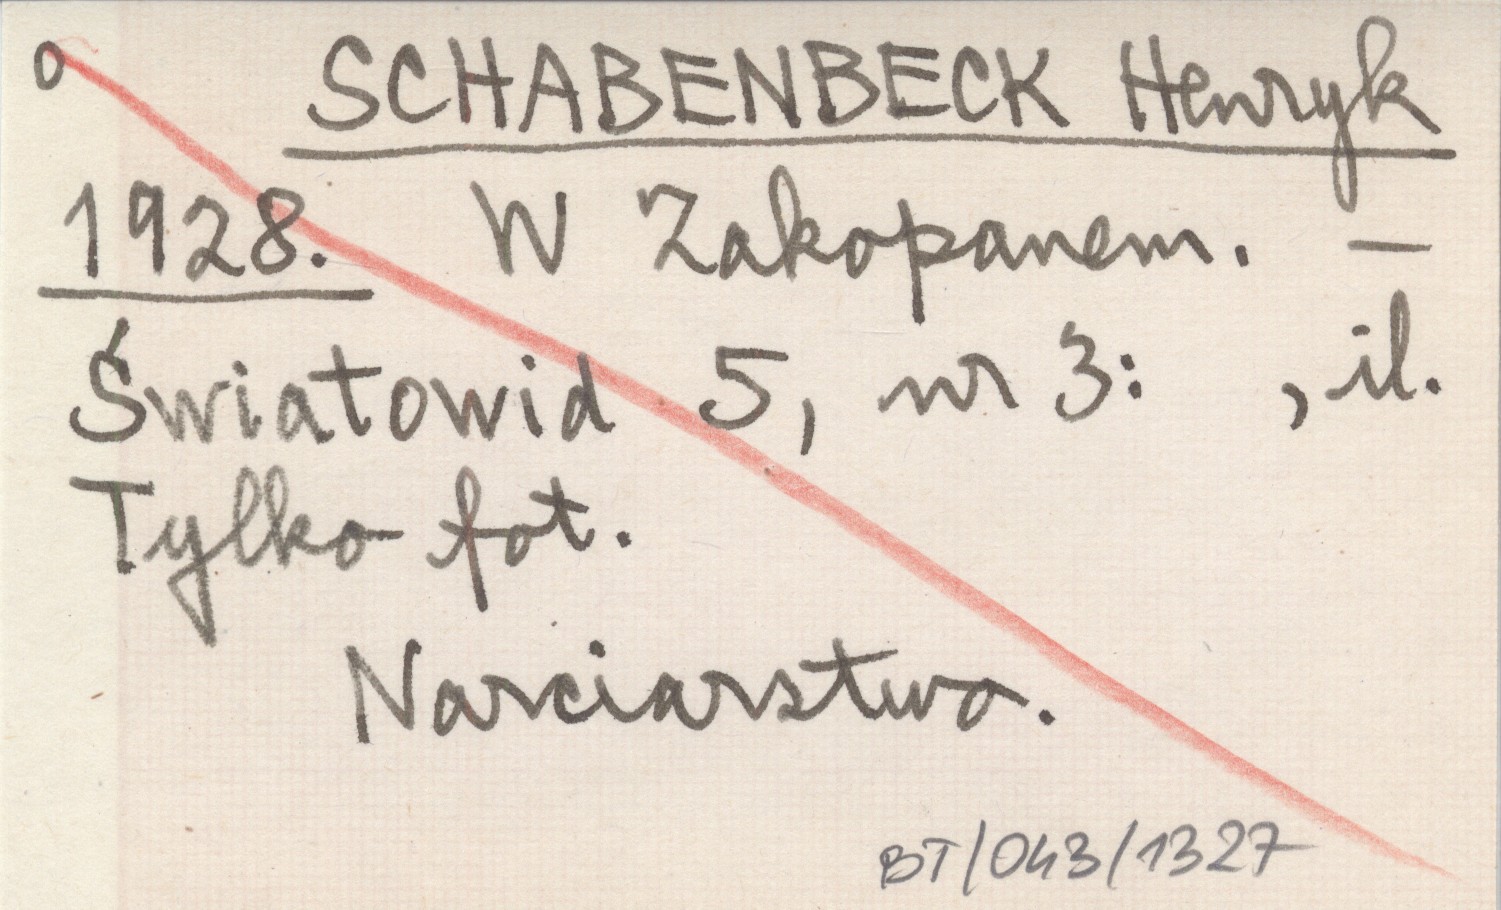 o SCHABENBECK Henryk
1928. W Zakopanem. —
Światowid 5, nr 3: , il.
Tylko fot.
Narciarstwo.
BT/043/1327